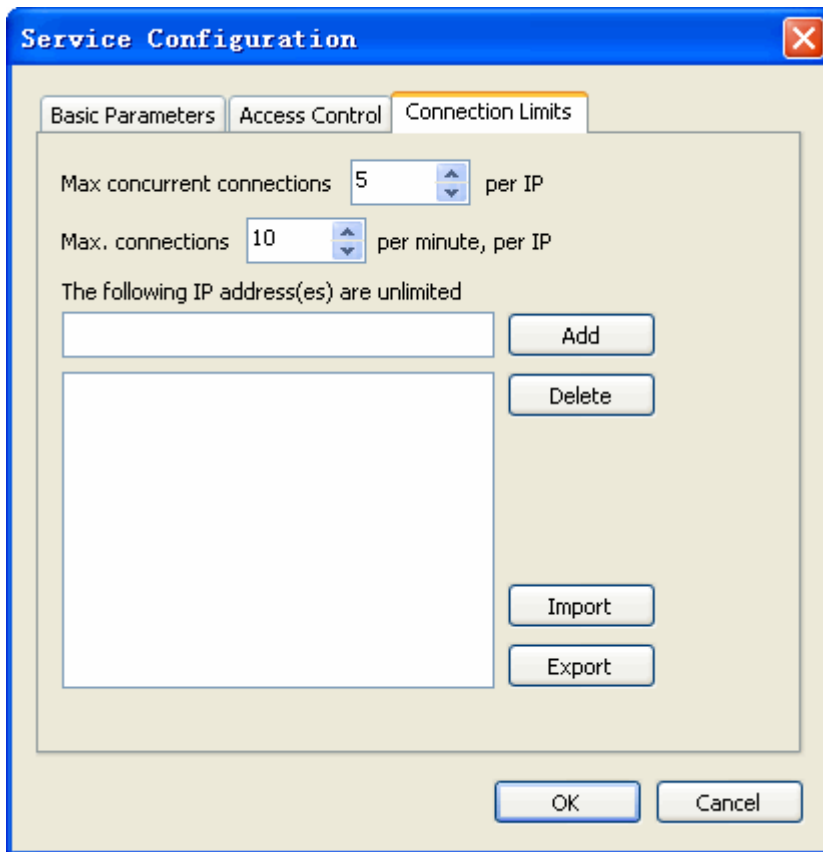 Service Configuration
Basic Parameters Access Control Connection Limits
Max concurrent connections 5 per IP
Max. connections 10 per minute, per IP
The following IP address(es) are unlimited
Add
Delete
Import
Export
OK Cancel